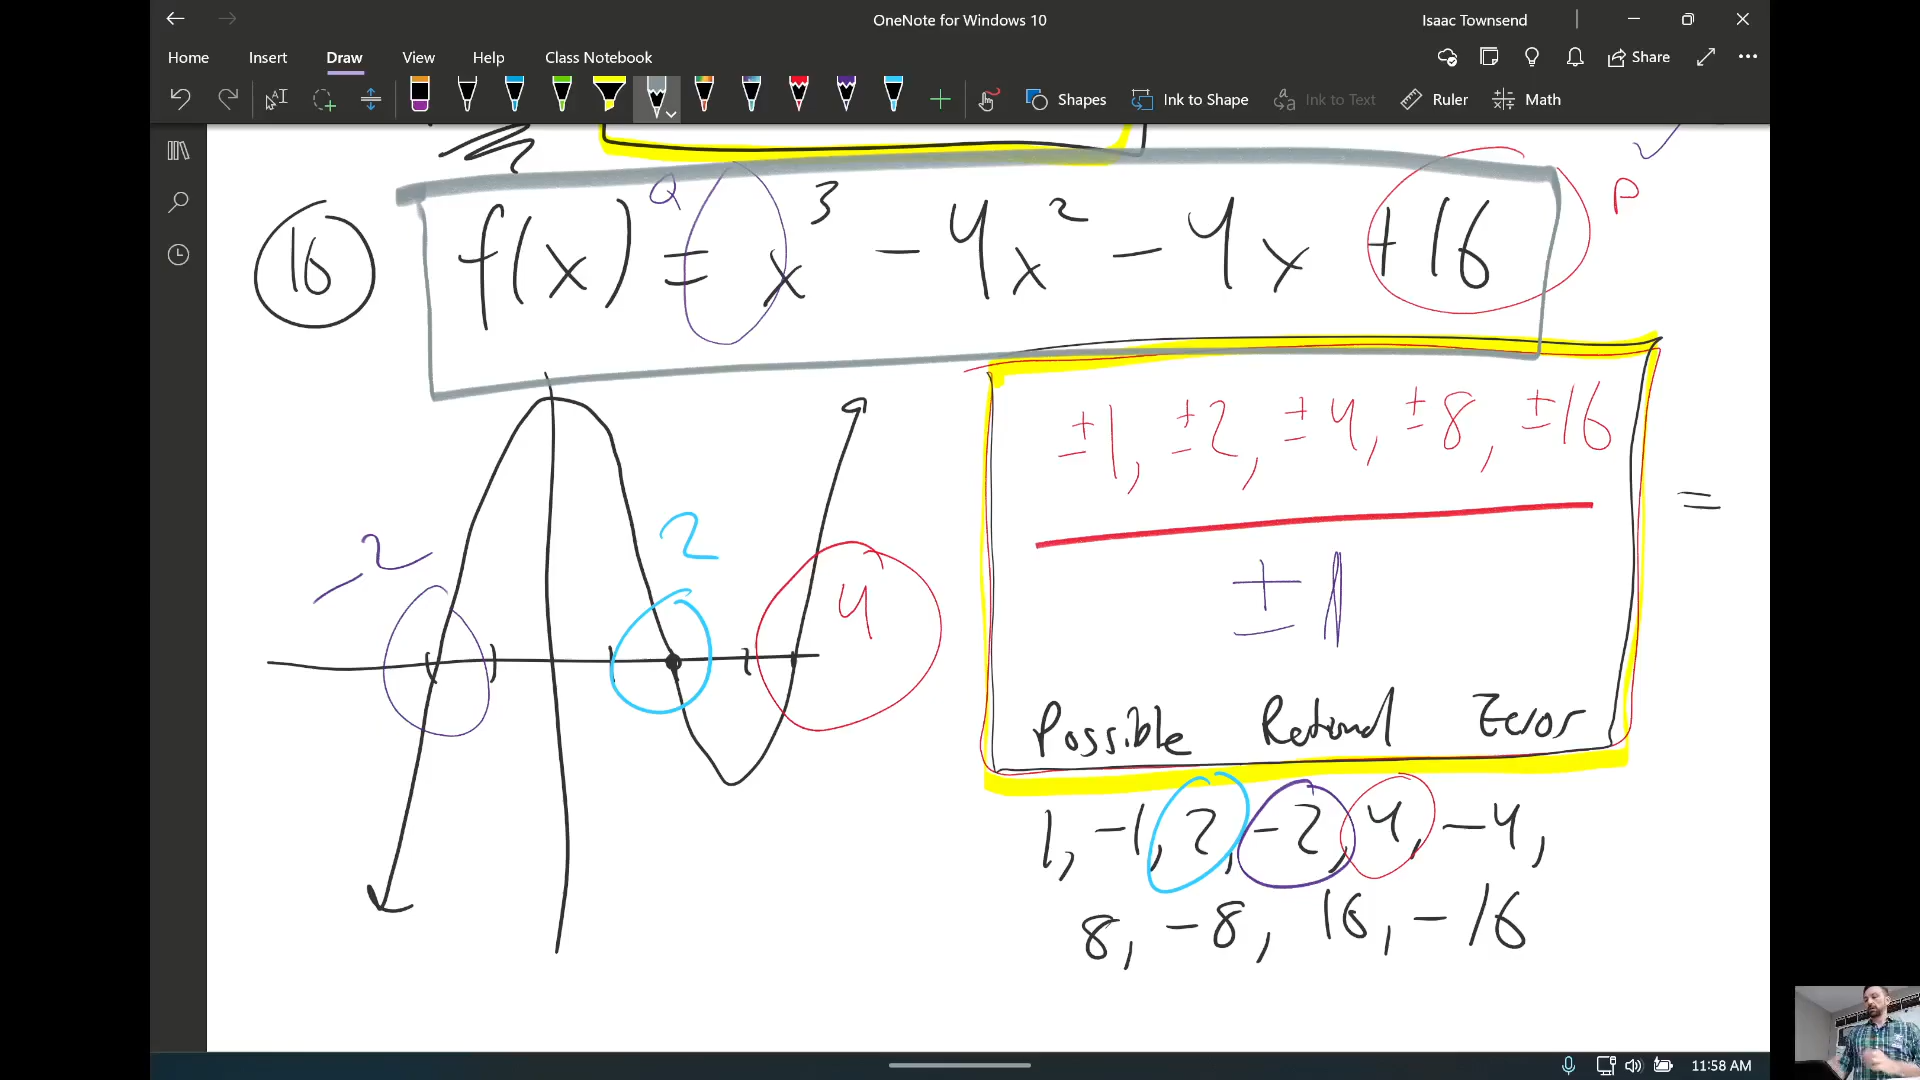 OneNote for Windows 10
Isaac Townsend
Home Insert Draw View Help Class Notebook
Share
Shapes Ink to Shape Ink to Text Ruler Math
16 f(x) = x³ - 4x² - 4x + 16
Q
P
±1, ±2, ±4, ±8, ±16
±1
=
Possible Rational Zeros
-2
2
4
1, -1, 2, -2, 4, -4,
8, -8, 16, -16
11:58 AM